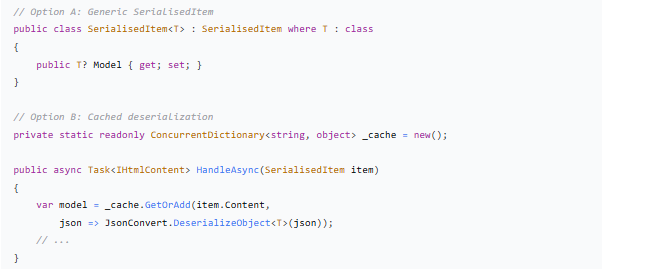 // Option A: Generic SerialisedItem
public class SerialisedItem<T> : SerialisedItem where T : class
{
    public T? Model { get; set; }
}

// Option B: Cached deserialization
private static readonly ConcurrentDictionary<string, object> _cache = new();

public async Task<IHtmlContent> HandleAsync(SerialisedItem item)
{
    var model = _cache.GetOrAdd(item.Content,
        json => JsonConvert.DeserializeObject<T>(json));
    // ...
}